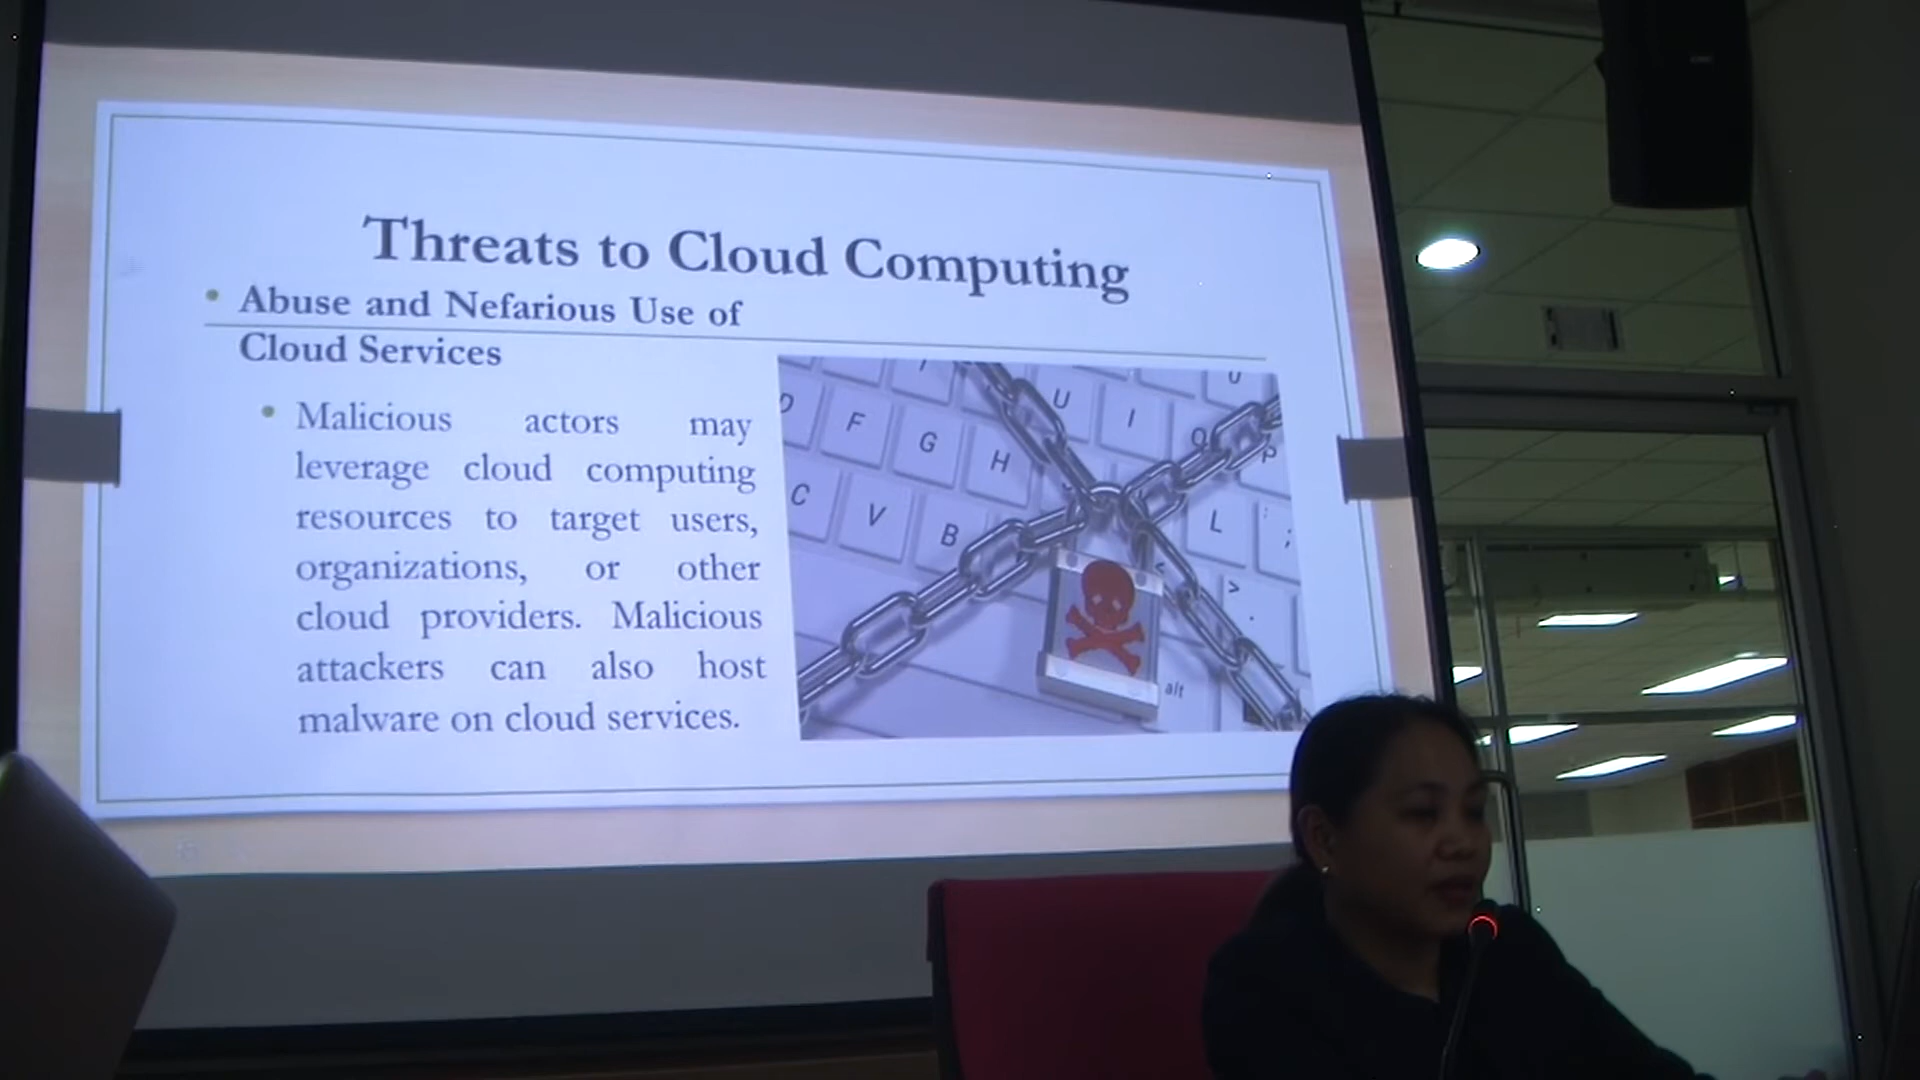 Threats to Cloud Computing
Abuse and Nefarious Use of
Cloud Services
Malicious actors may
leverage cloud computing
resources to target users,
organizations, or other
cloud providers. Malicious
attackers can also host
malware on cloud services.
U
D F G H U I O P
C V B L : ;
< > .
alt